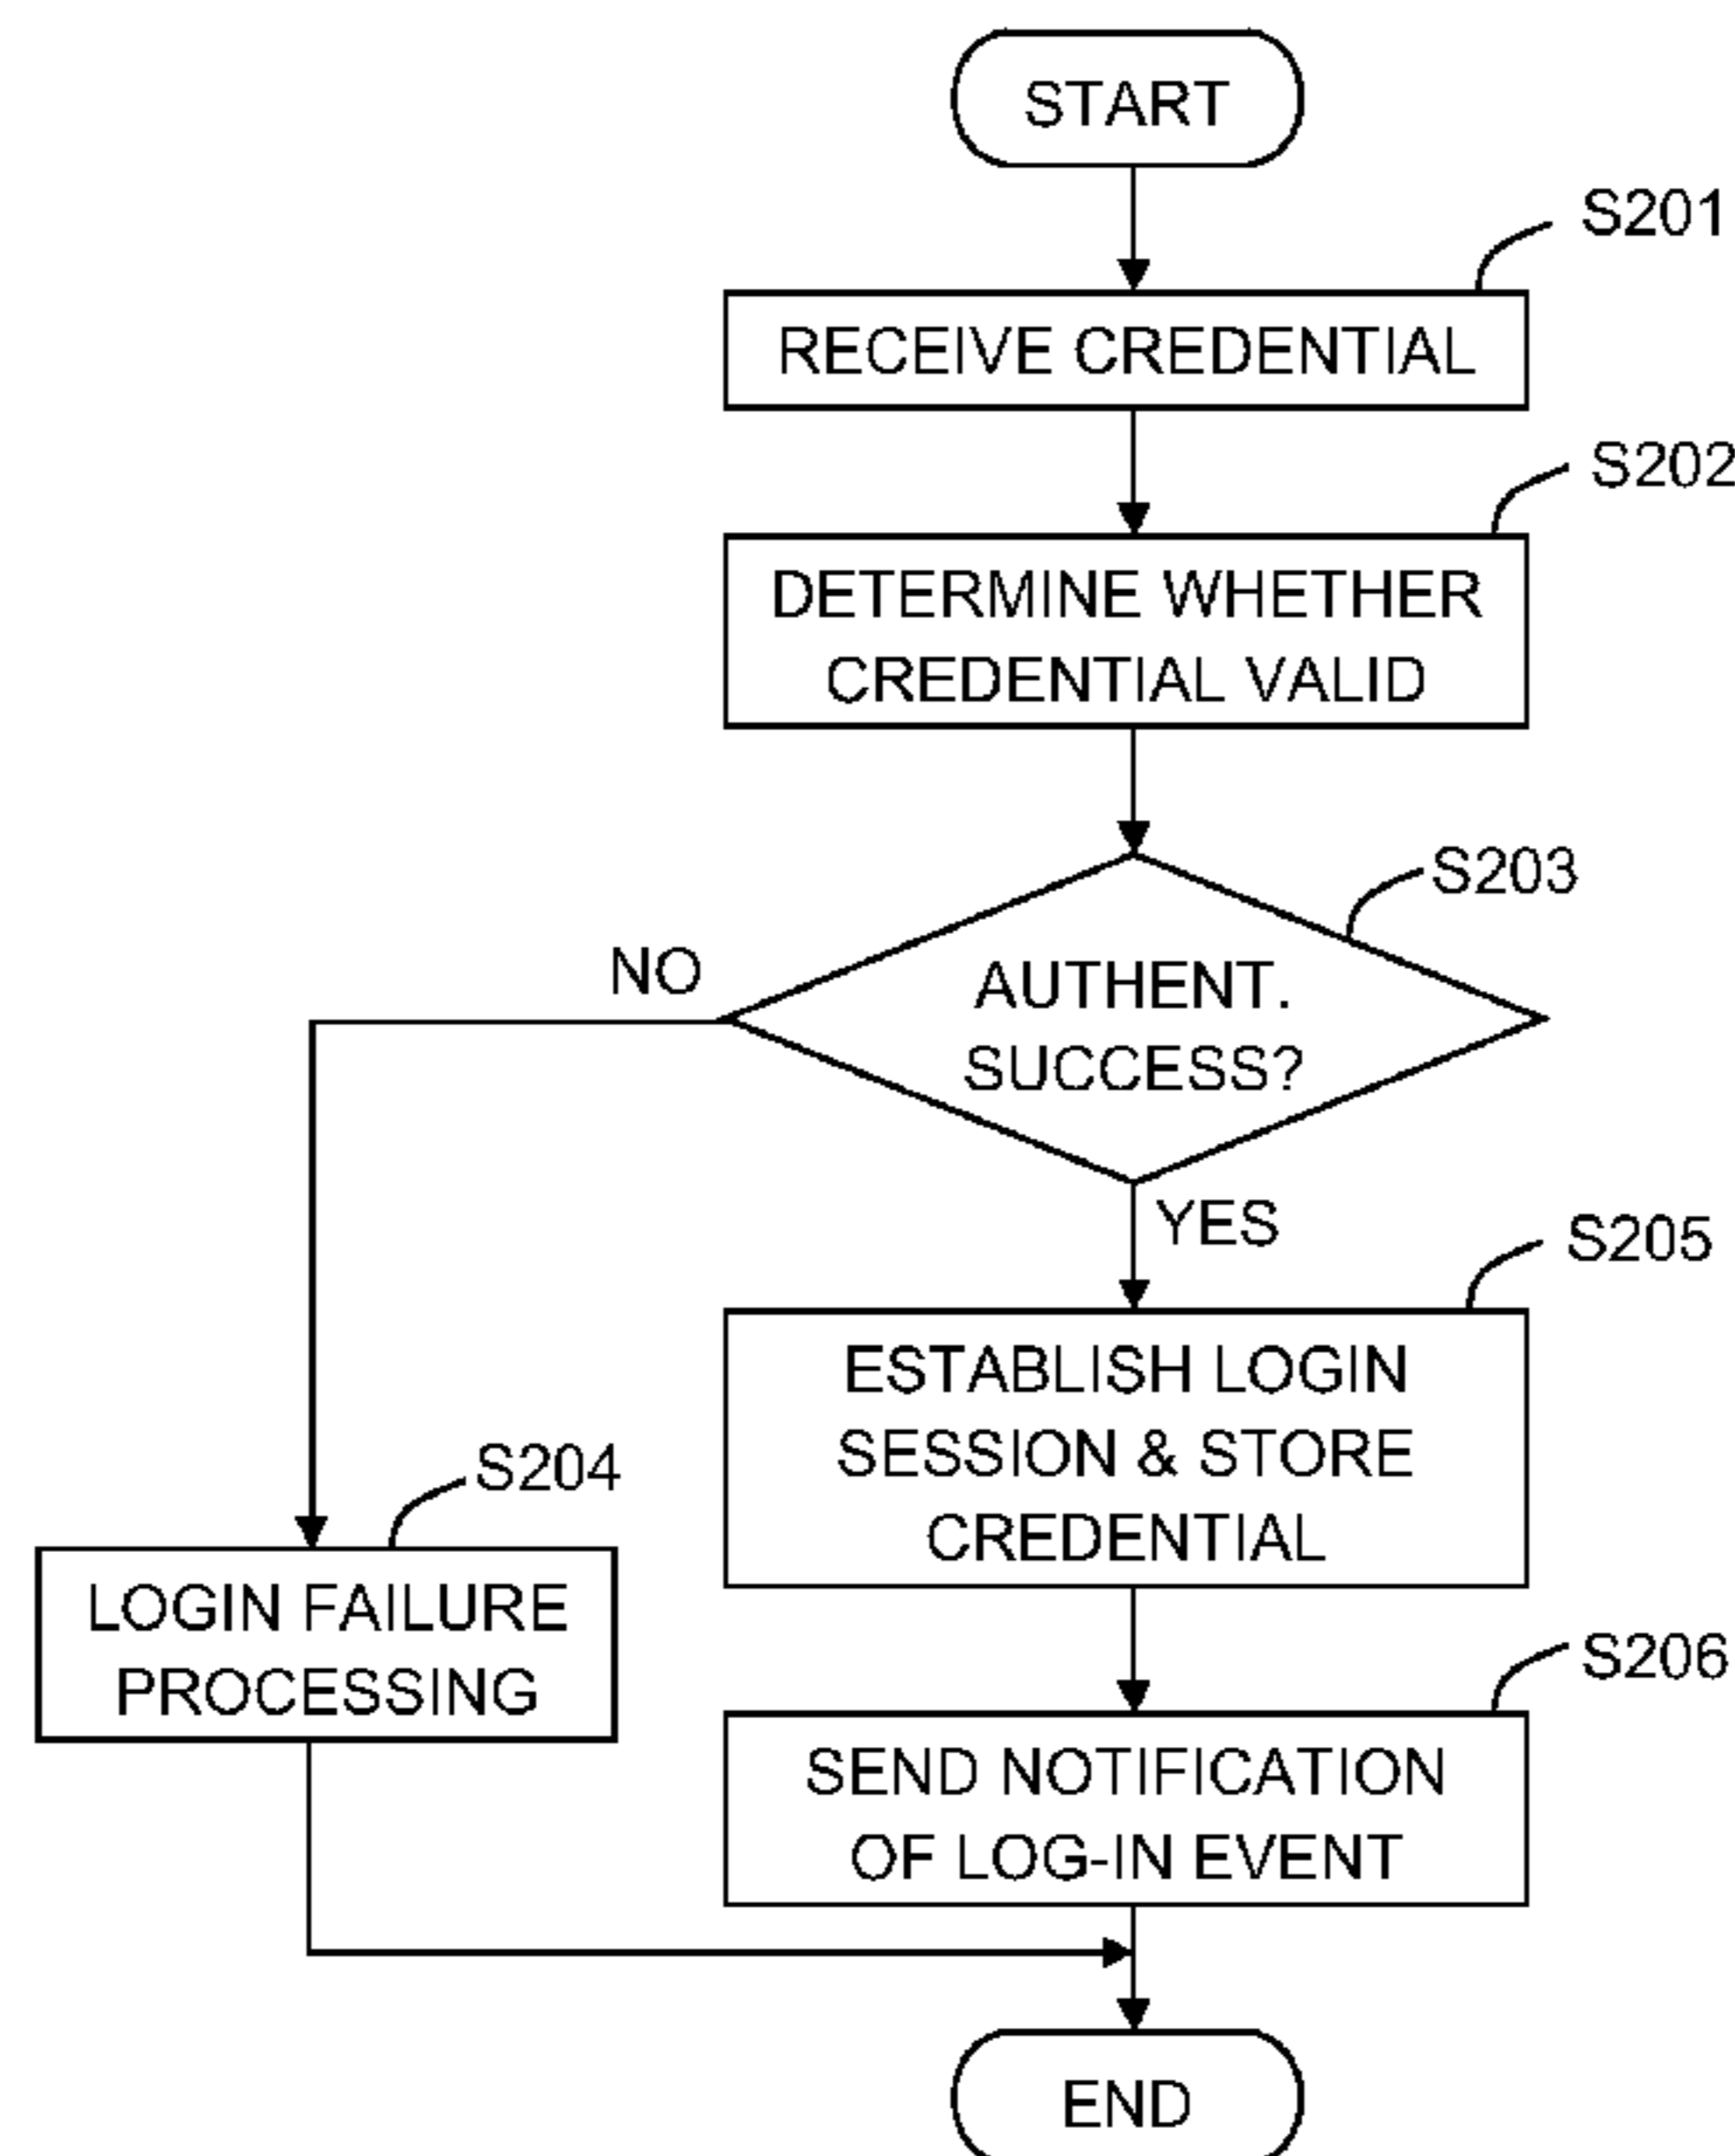 START
S201
RECEIVE CREDENTIAL
S202
DETERMINE WHETHER
CREDENTIAL VALID
S203
NO
AUTHENT.
SUCCESS?
YES
S205
ESTABLISH LOGIN
SESSION & STORE
CREDENTIAL
S204
LOGIN FAILURE
PROCESSING
S206
SEND NOTIFICATION
OF LOG-IN EVENT
END